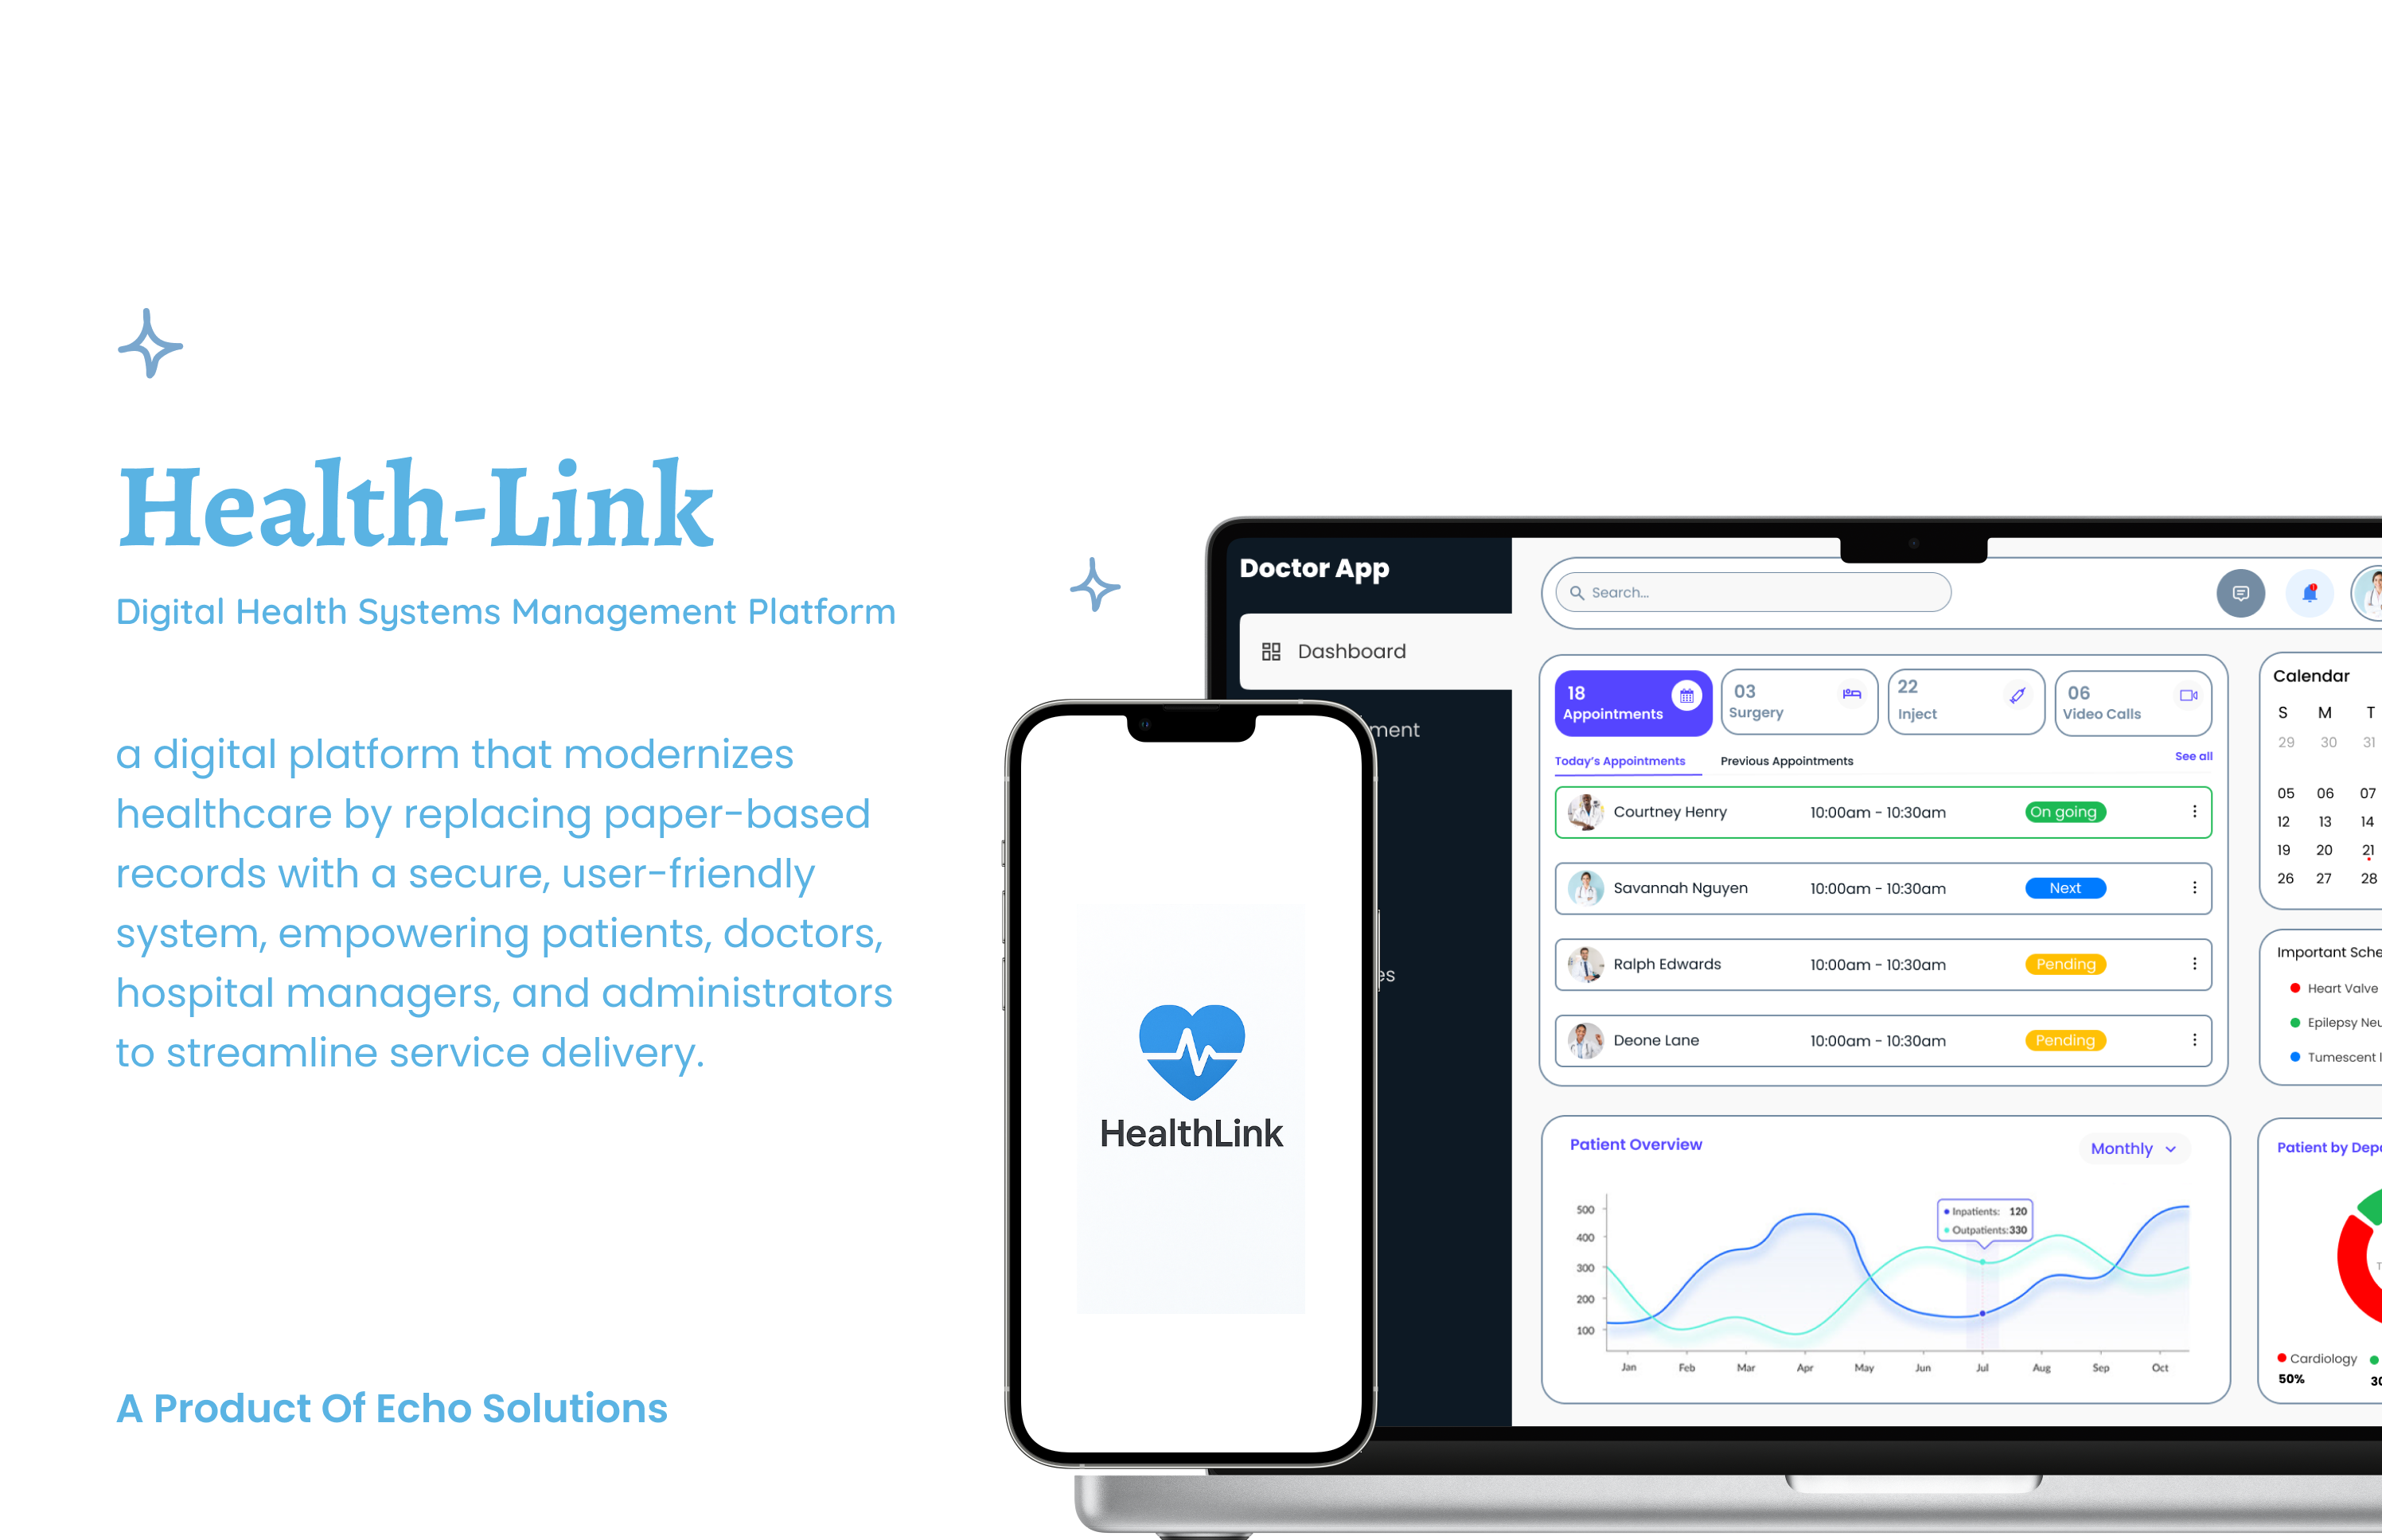 Health-Link
Digital Health Systems Management Platform
a digital platform that modernizes
healthcare by replacing paper-based
records with a secure, user-friendly
system, empowering patients, doctors,
hospital managers, and administrators
to streamline service delivery.
A Product Of Echo Solutions
HealthLink
Doctor App
Dashboard
Search...
18
Appointments
03
Surgery
22
Inject
06
Video Calls
Today's Appointments Previous Appointments See all
Courtney Henry 10:00am - 10:30am On going
Savannah Nguyen 10:00am - 10:30am Next
Ralph Edwards 10:00am - 10:30am Pending
Deone Lane 10:00am - 10:30am Pending
Patient Overview Monthly
Inpatients: 120
Outpatients: 330
500
400
300
200
100
Jan Feb Mar Apr May Jun Jul Aug Sep Oct
Calendar
S M T
29 30 31
05 06 07
12 13 14
19 20 21
26 27 28
Important
Heart Valve
Epilepsy
Tumescent
Patient by
Cardiology
50%